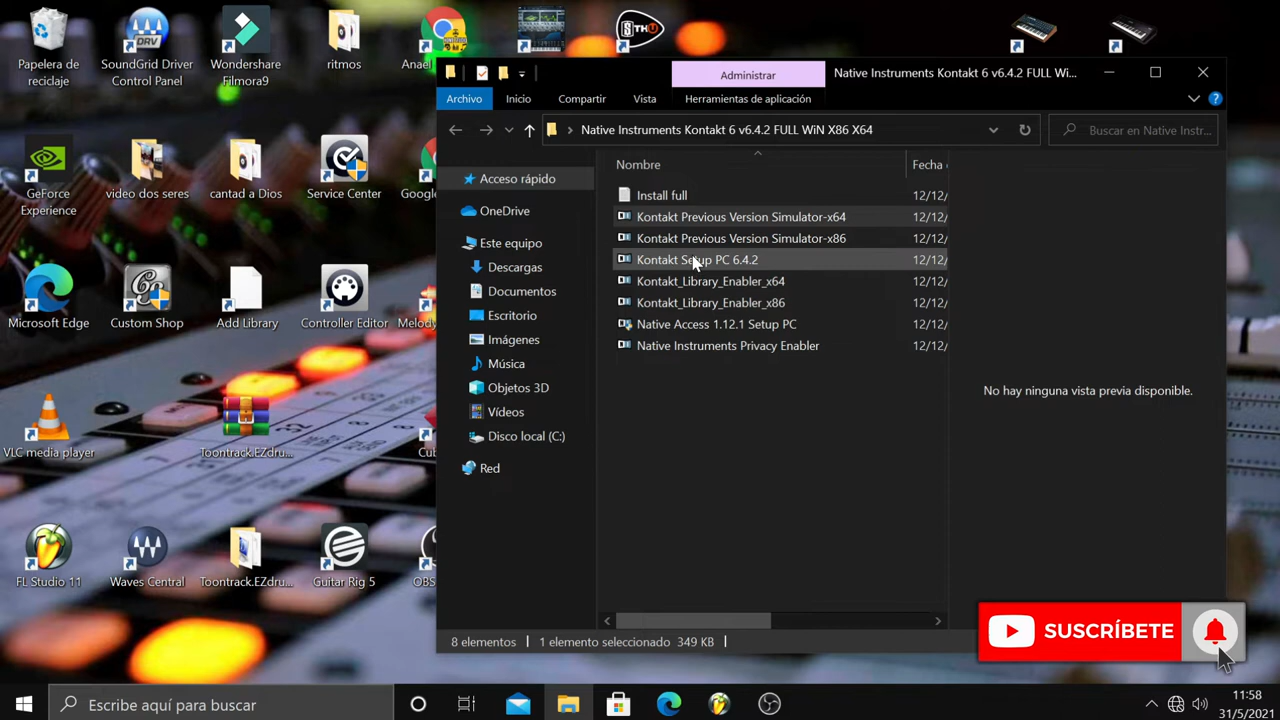 Papelera de reciclaje
SoundGrid Driver Control Panel
DRV
Wondershare Filmora9
ritmos
Anael
STH
Administrar
Native Instruments Kontakt 6 v6.4.2 FULL Wi...
Archivo
Inicio
Compartir
Vista
Herramientas de aplicación
Native Instruments Kontakt 6 v6.4.2 FULL WiN X86 X64
Buscar en Native Instr...
GeForce Experience
video dos seres
cantad a Dios
Service Center
Google
Acceso rápido
OneDrive
Este equipo
Descargas
Documentos
Escritorio
Imágenes
Música
Objetos 3D
Vídeos
Disco local (C:)
Red
Nombre
Fecha
Install full
12/12/
Kontakt Previous Version Simulator-x64
12/12/
Kontakt Previous Version Simulator-x86
12/12/
Kontakt Setup PC 6.4.2
12/12/
Kontakt_Library_Enabler_x64
12/12/
Kontakt_Library_Enabler_x86
12/12/
Native Access 1.12.1 Setup PC
12/12/
Native Instruments Privacy Enabler
12/12/
No hay ninguna vista previa disponible.
Microsoft Edge
Custom Shop
Add Library
Controller Editor
Melody
VLC media player
Toontrack.EZdru...
Cub
FL Studio 11
Waves Central
Toontrack.EZdru...
Guitar Rig 5
OBS
8 elementos
1 elemento seleccionado 349 KB
SUSCRÍBETE
Escribe aquí para buscar
11:58
31/5/2021